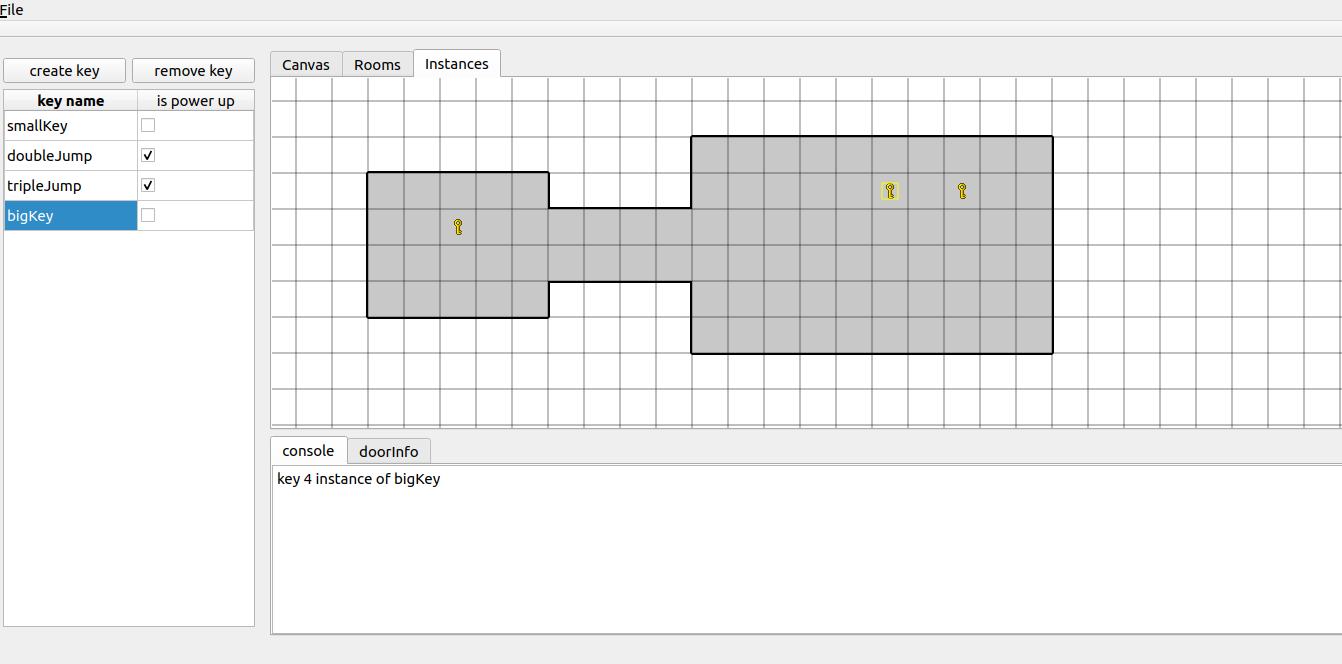 File
create key
remove key
Canvas
Rooms
Instances
key name
is power up
smallKey
doubleJump
tripleJump
bigKey
console
doorInfo
key 4 instance of bigKey